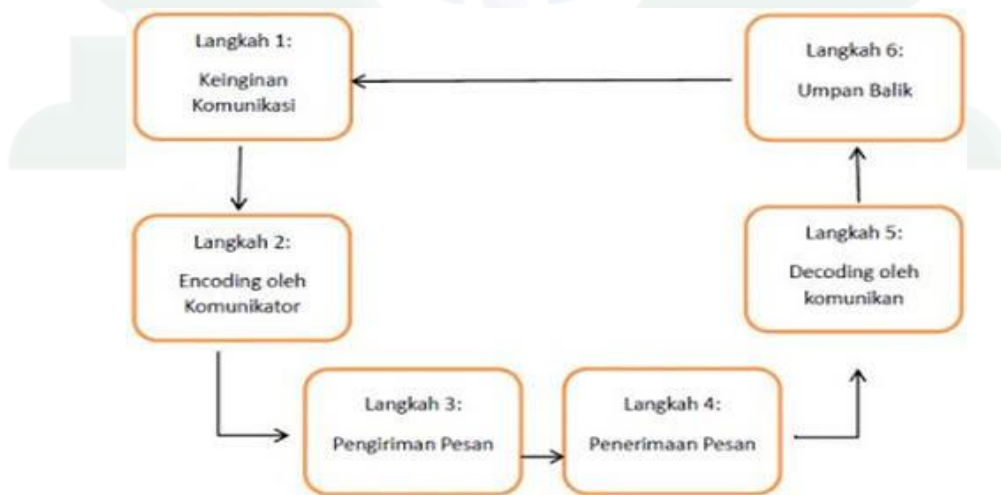 Langkah 1:
Keinginan
Komunikasi
Langkah 2:
Encoding oleh
Komunikator
Langkah 3:
Pengiriman Pesan
Langkah 4:
Penerimaan Pesan
Langkah 5:
Decoding oleh
komunikan
Langkah 6:
Umpan Balik